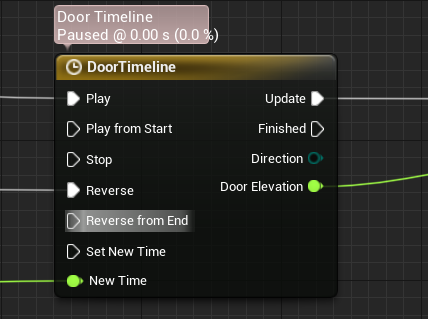 Door Timeline
Paused @ 0.00 s (0.0 %)
DoorTimeline
Play Update
Play from Start Finished
Stop Direction
Reverse Door Elevation
Reverse from End
Set New Time
New Time